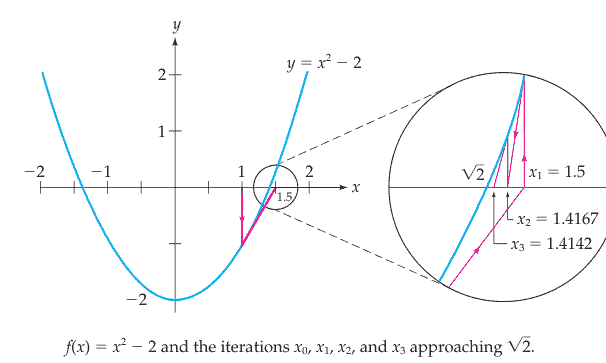 y
y = x² − 2
2
1
−2 −1 1 2 x
1.5
−2
√2 x₁ = 1.5
x₂ = 1.4167
x₃ = 1.4142
f(x) = x² − 2 and the iterations x₀, x₁, x₂, and x₃ approaching √2.